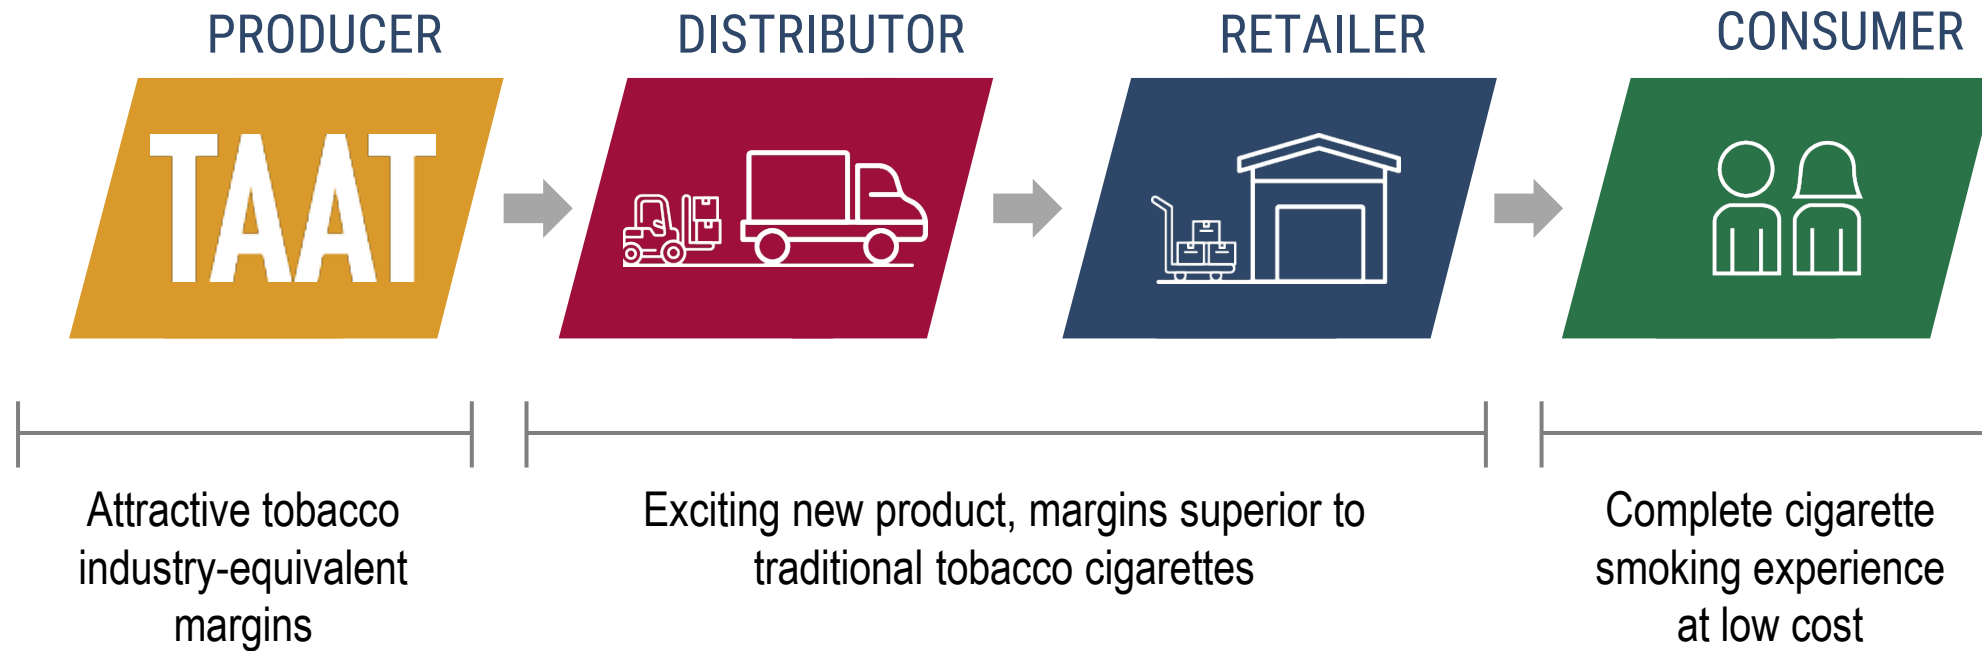 PRODUCER
DISTRIBUTOR
RETAILER
CONSUMER
TAAT
Attractive tobacco
industry-equivalent
margins
Exciting new product, margins superior to
traditional tobacco cigarettes
Complete cigarette
smoking experience
at low cost